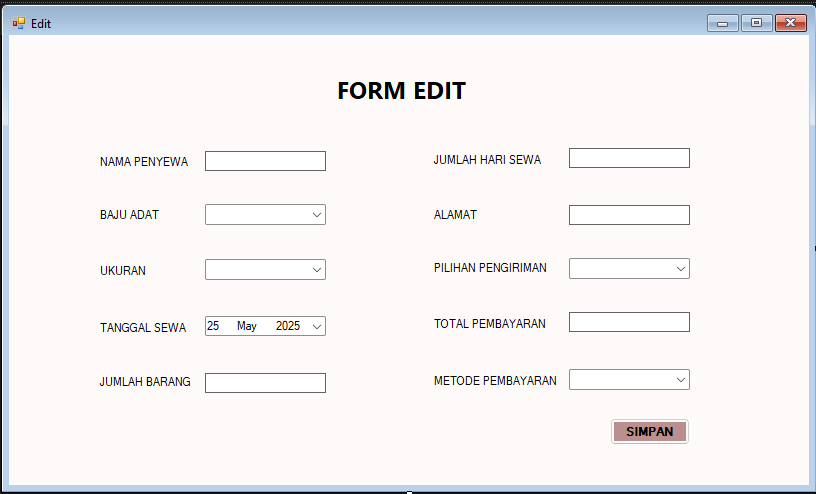 Edit
FORM EDIT
NAMA PENYEWA
BAJU ADAT
UKURAN
TANGGAL SEWA 25 May 2025
JUMLAH BARANG
JUMLAH HARI SEWA
ALAMAT
PILIHAN PENGIRIMAN
TOTAL PEMBAYARAN
METODE PEMBAYARAN
SIMPAN